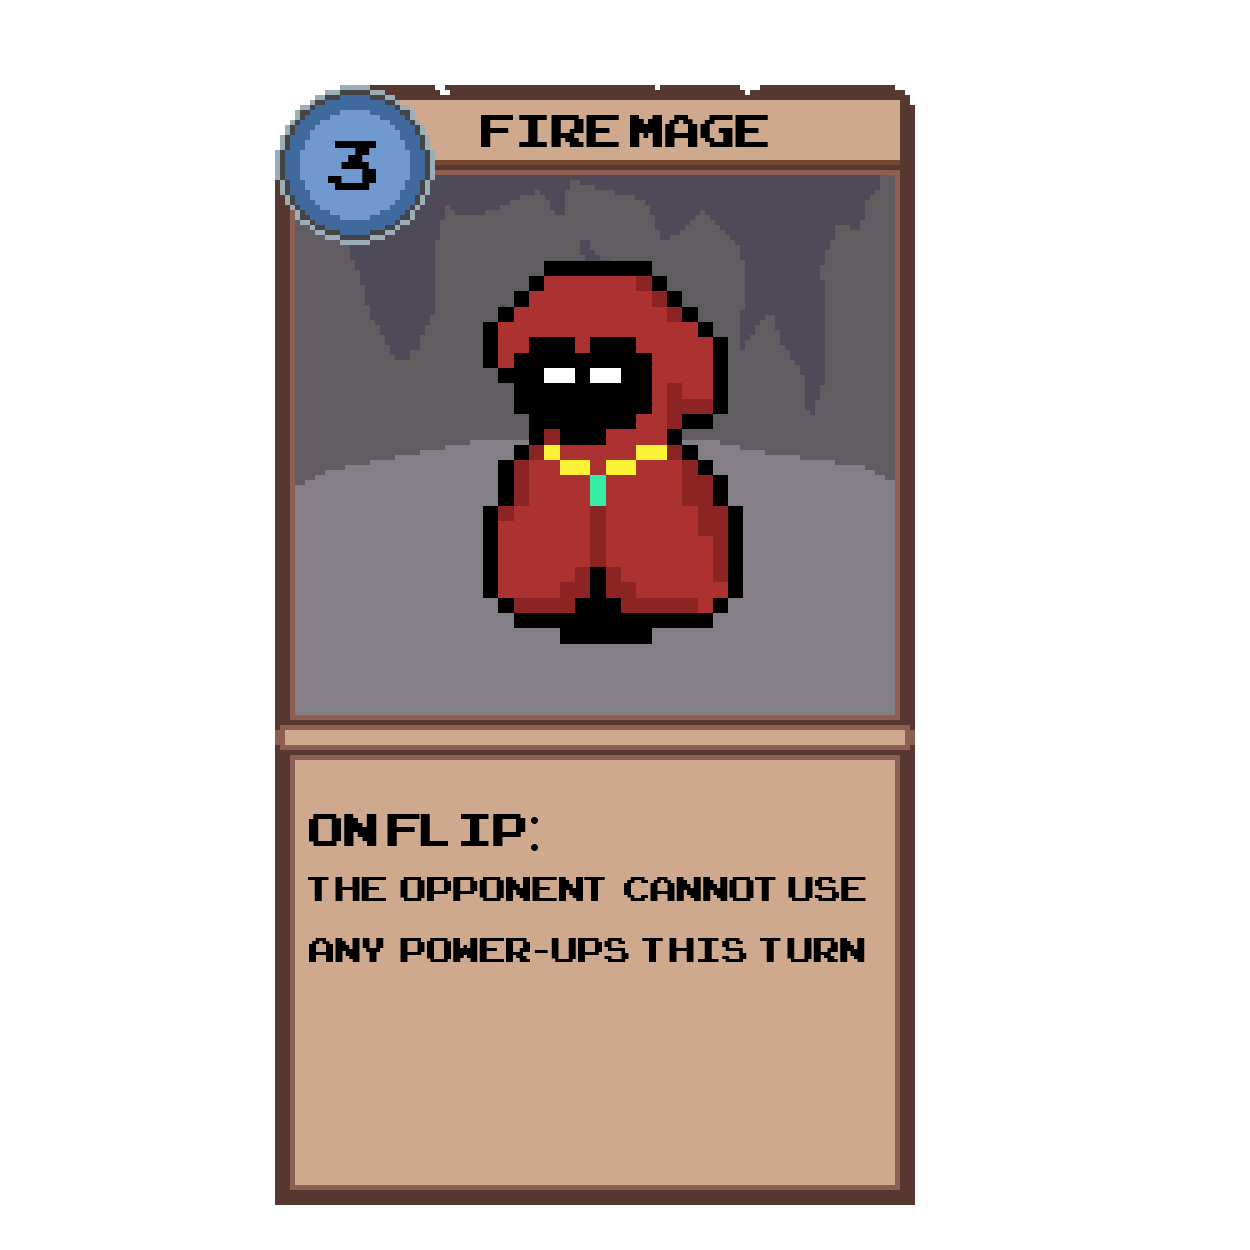 3
FIRE MAGE
ON FLIP:
THE OPPONENT CANNOT USE
ANY POWER-UPS THIS TURN